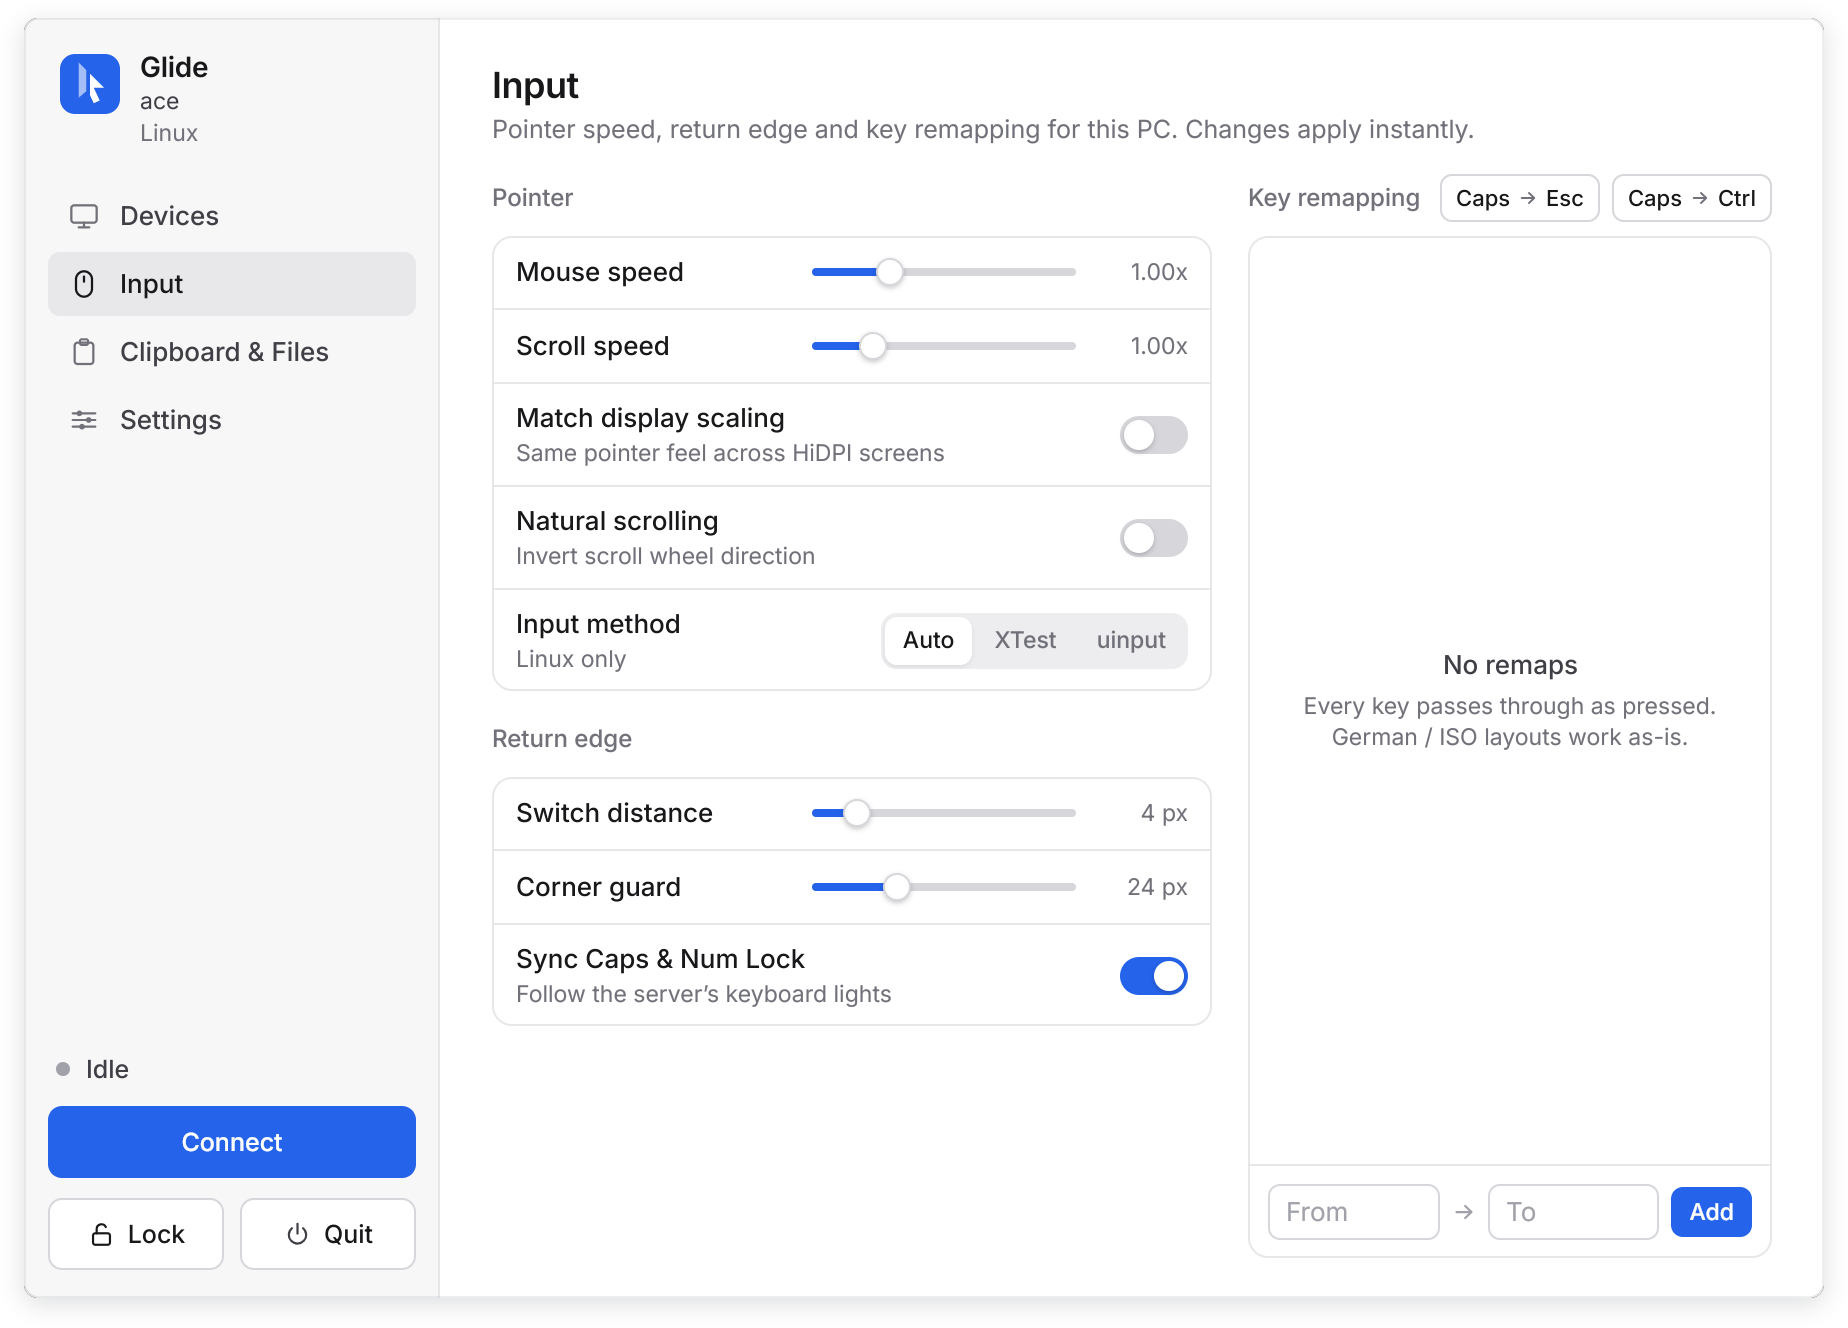 Glide
ace
Linux
Devices
Input
Clipboard & Files
Settings
Idle
Connect
Lock
Quit
Input
Pointer speed, return edge and key remapping for this PC. Changes apply instantly.
Pointer
Mouse speed 1.00x
Scroll speed 1.00x
Match display scaling
Same pointer feel across HiDPI screens
Natural scrolling
Invert scroll wheel direction
Input method
Linux only
Auto XTest uinput
Return edge
Switch distance 4 px
Corner guard 24 px
Sync Caps & Num Lock
Follow the server’s keyboard lights
Key remapping Caps → Esc Caps → Ctrl
No remaps
Every key passes through as pressed.
German / ISO layouts work as-is.
From → To Add